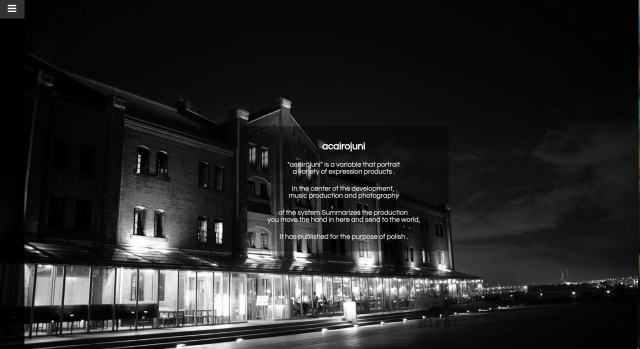 acairojuni
"acairojuni" is a variable that portrait
a variety of expression products .
In the center of the development,
music production and photography
of the system Summarizes the production
you move the hand in here and send to the world,
It has published for the purpose of polish .